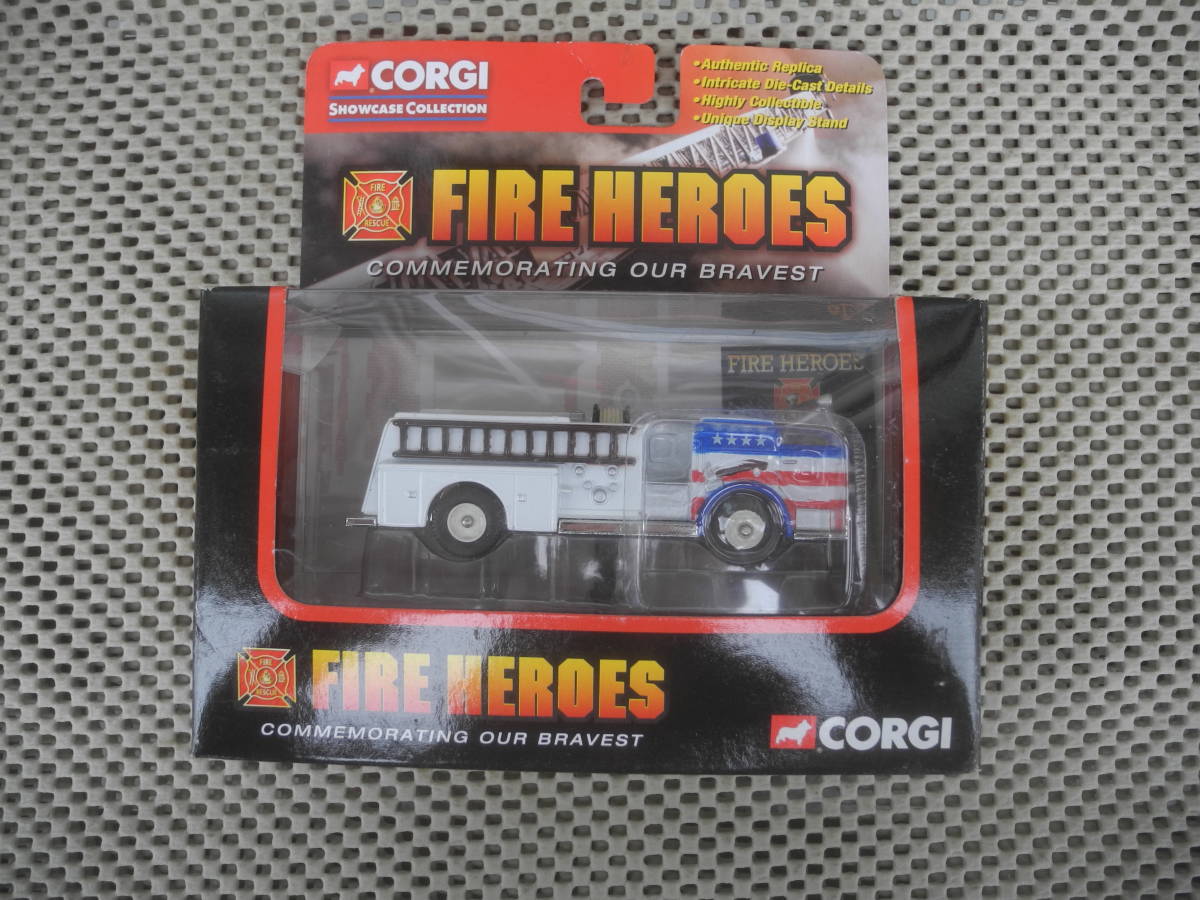 CORGI
SHOWCASE COLLECTION
•Authentic Replica
•Intricate Die-Cast Details
•Highly Collectible
•Unique Display Stand
FIRE
RESCUE
FIRE HEROES
COMMEMORATING OUR BRAVEST
FIRE HEROES
FIRE
RESCUE
FIRE HEROES
COMMEMORATING OUR BRAVEST
CORGI